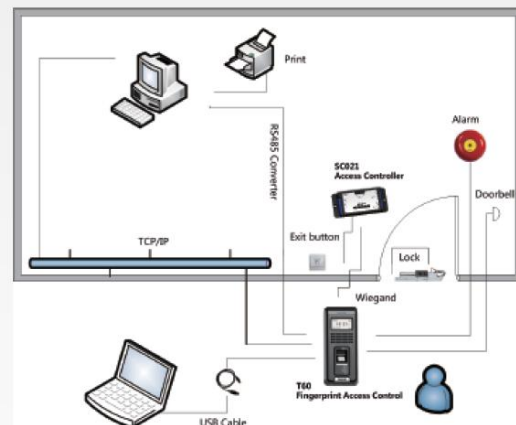 Print
Alarm
RS485 Converter
SC021
Access Controller
Doorbell
Exit button
TCP/IP
Lock
Wiegand
T60
Fingerprint Access Control
USB Cable